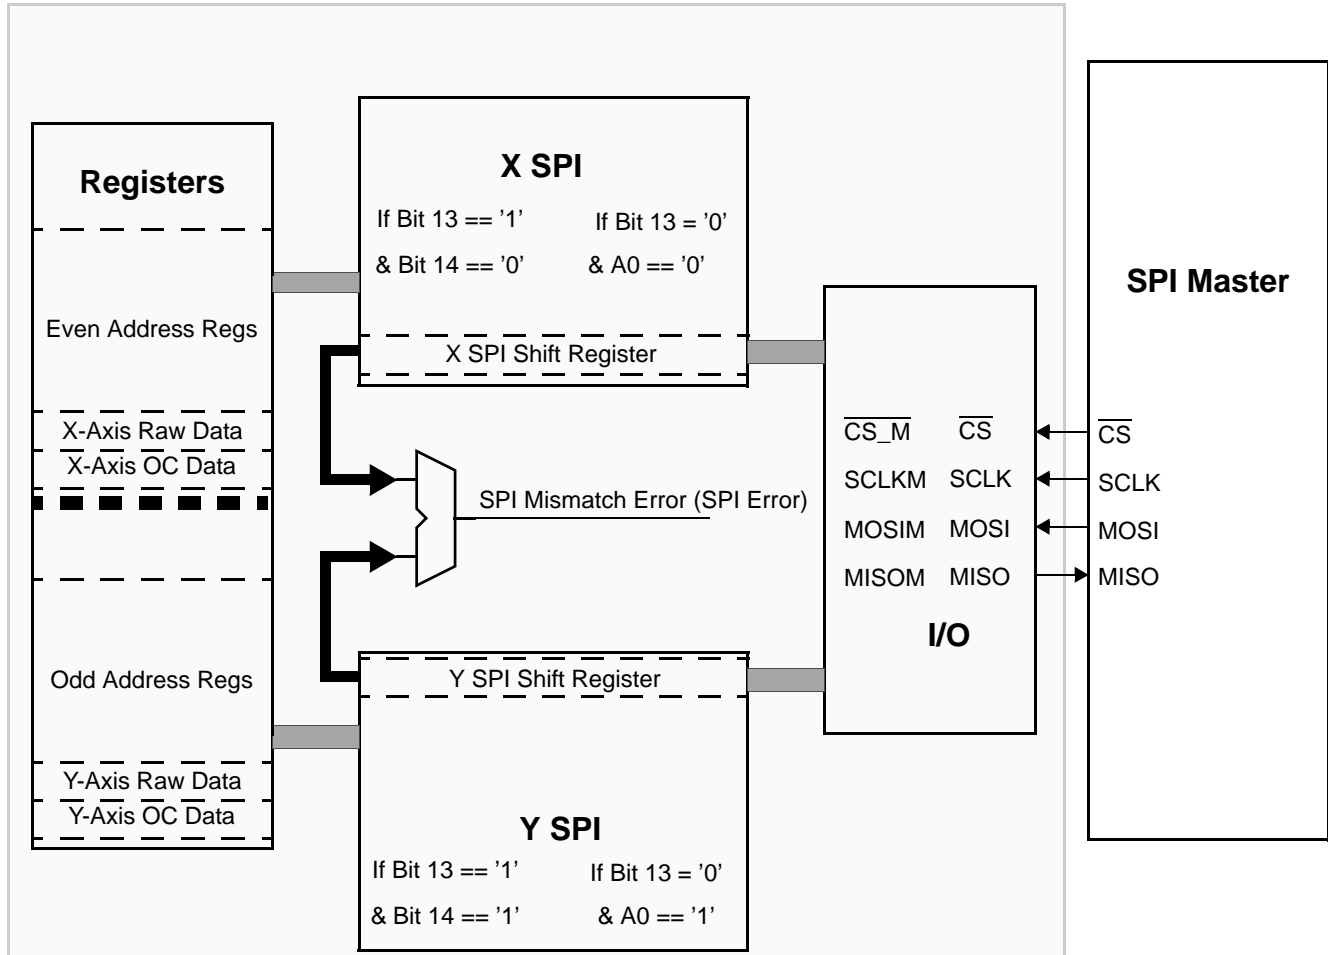 Registers
Even Address Regs
X-Axis Raw Data
X-Axis OC Data
Odd Address Regs
Y-Axis Raw Data
Y-Axis OC Data
X SPI
If Bit 13 == '1' If Bit 13 = '0'
& Bit 14 == '0' & A0 == '0'
X SPI Shift Register
SPI Mismatch Error (SPI Error)
Y SPI Shift Register
Y SPI
If Bit 13 == '1' If Bit 13 = '0'
& Bit 14 == '1' & A0 == '1'
CS_M CS
SCLKM SCLK
MOSIM MOSI
MISOM MISO
I/O
SPI Master
CS
SCLK
MOSI
MISO